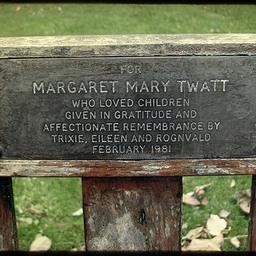 FOR
MARGARET MARY TWATT
WHO LOVED CHILDREN
GIVEN IN GRATITUDE AND
AFFECTIONATE REMEMBRANCE BY
TRIXIE, EILEEN AND ROGNVALD
FEBRUARY 1981